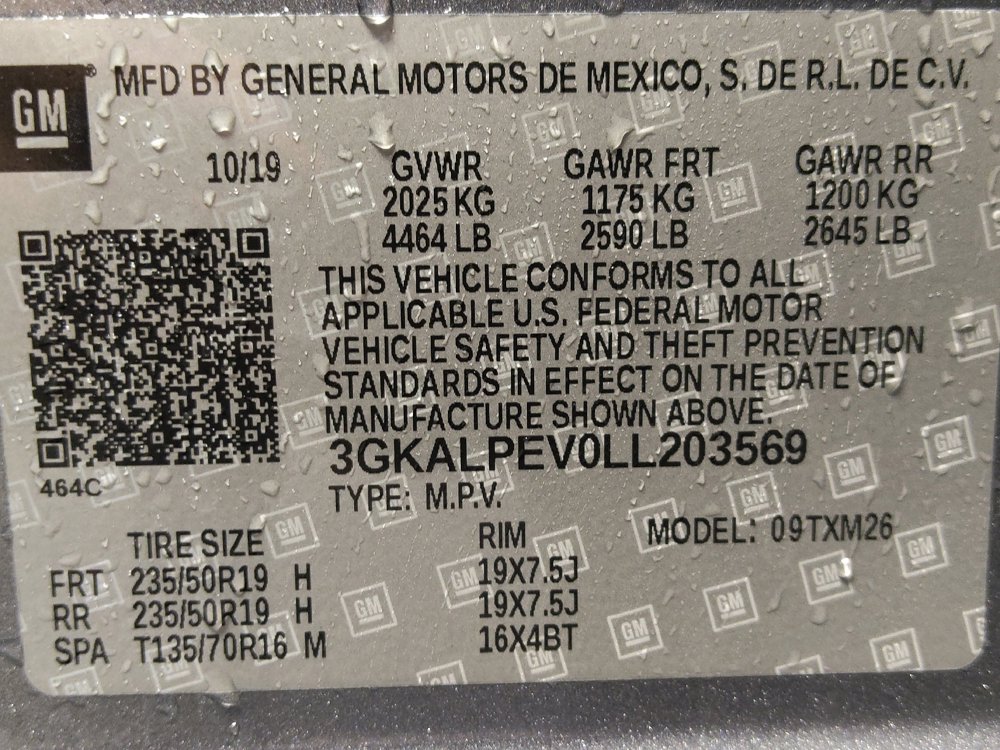 GM
MFD BY GENERAL MOTORS DE MEXICO, S. DE R.L. DE C.V.
10/19 GVWR GAWR FRT GAWR RR
2025 KG 1175 KG 1200 KG
4464 LB 2590 LB 2645 LB
THIS VEHICLE CONFORMS TO ALL
APPLICABLE U.S. FEDERAL MOTOR
VEHICLE SAFETY AND THEFT PREVENTION
STANDARDS IN EFFECT ON THE DATE OF
MANUFACTURE SHOWN ABOVE.
3GKALPEV0LL203569
464C
TYPE: M.P.V.
MODEL: 09TXM26
TIRE SIZE RIM
FRT 235/50R19 H 19X7.5J
RR 235/50R19 H 19X7.5J
SPA T135/70R16 M 16X4BT